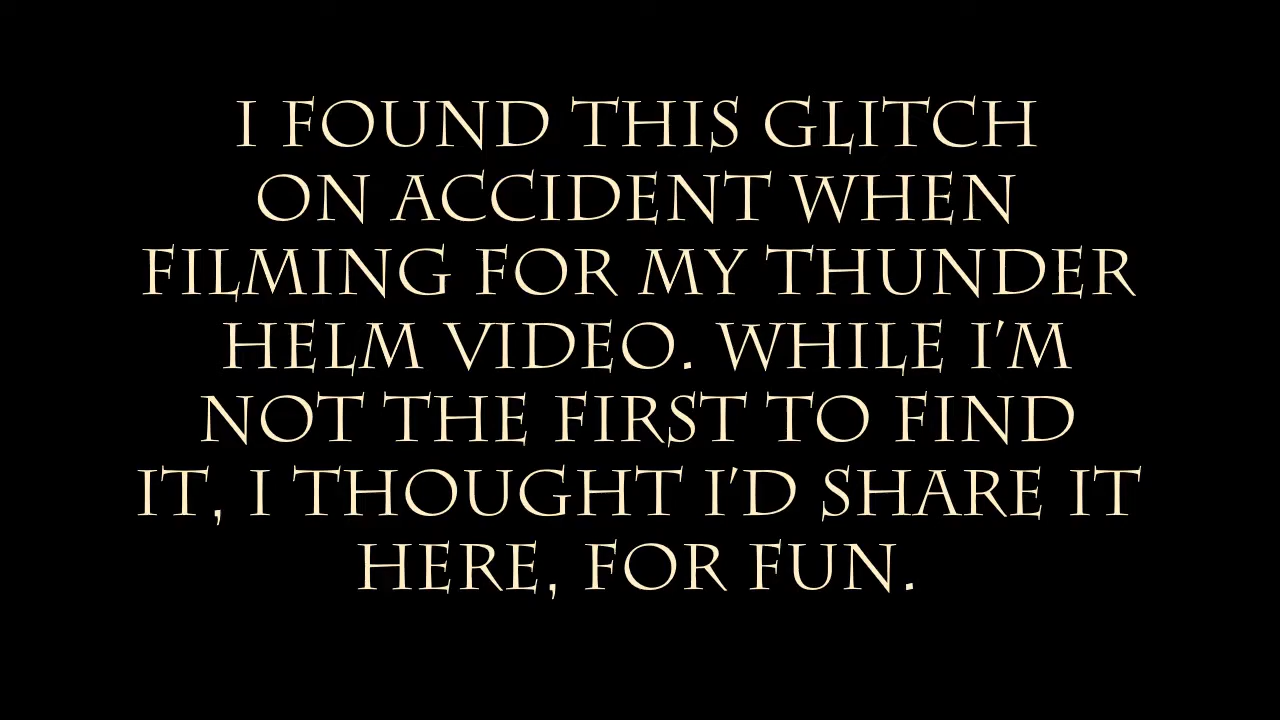 I FOUND THIS GLITCH
ON ACCIDENT WHEN
FILMING FOR MY THUNDER
HELM VIDEO. WHILE I'M
NOT THE FIRST TO FIND
IT, I THOUGHT I'D SHARE IT
HERE, FOR FUN.